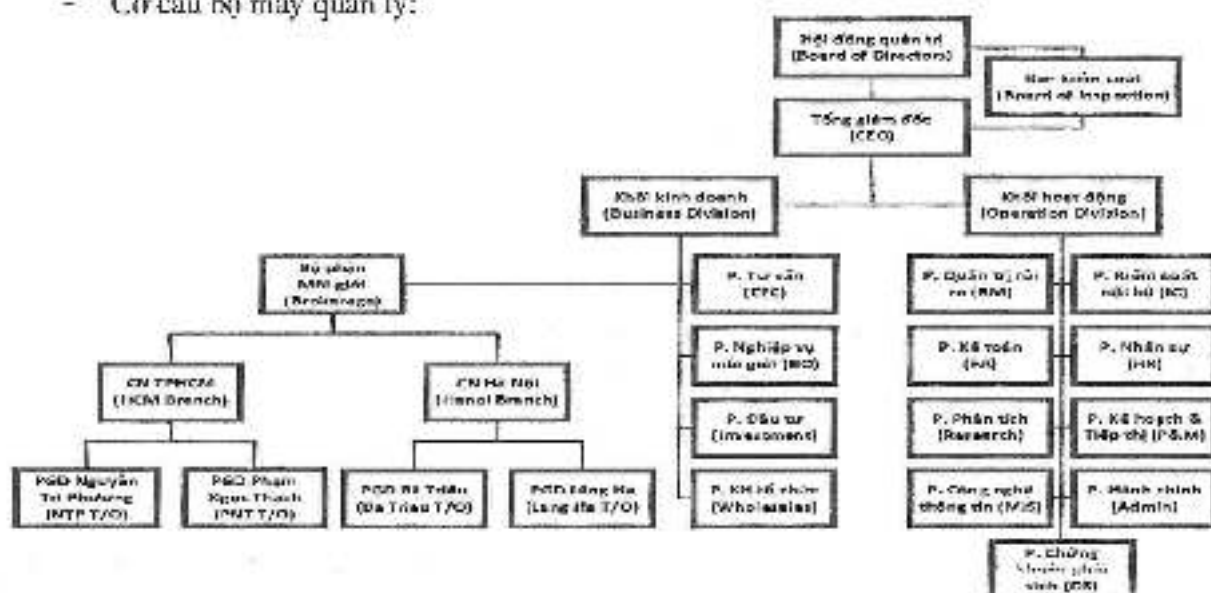 - Cơ cấu bộ máy quản lý:
Hội đồng quản trị
(Board of Directors)
Ban kiểm soát
(Board of Inspection)
Tổng giám đốc
(CEO)
Khối kinh doanh
(Business Division)
Khối hoạt động
(Operation Division)
Bộ phận
Môi giới
(Brokerage)
P. Tư vấn
P. Quản trị rủi
ro (RM)
P. Kiểm soát
nội bộ (IC)
P. Nghiệp vụ
môi giới
P. Kế toán
P. Nhân sự
(HR)
CN TPHCM
(HCM Branch)
CN Hà Nội
(Hanoi Branch)
P. Đầu tư
(Investment)
P. Phân tích
(Research)
P. Kế hoạch &
Tiếp thị (P&M)
PGD Nguyễn
Tri Phương
(NTP T/O)
PGD Phạm
Ngọc Thạch
(PNT T/O)
PGD Bà Triệu
(Ba Trieu T/O)
PGD Láng Hạ
(Lang Ha T/O)
P. KH tổ chức
(Wholesales)
P. Công nghệ
thông tin (MIS)
P. Hành chính
(Admin)
P. Chứng
khoán phái
sinh (DS)